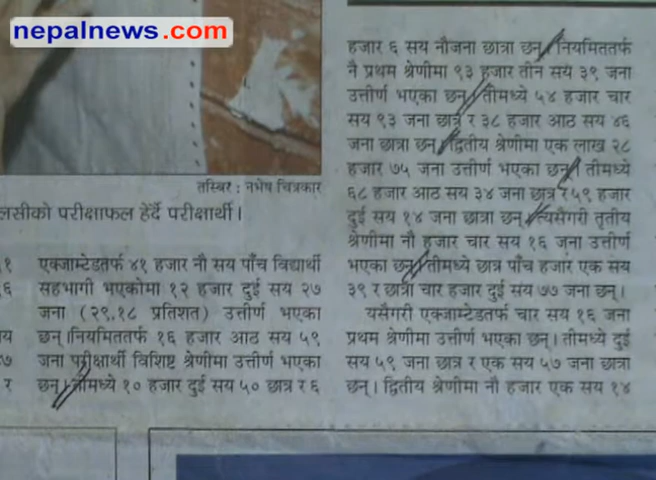 nepalnews.com
तस्बिर : नभेष चित्रकार
लसीको परीक्षाफल हेर्दै परीक्षार्थी।
एक्जाम्टेडतर्फ ४१ हजार नौ सय पाँच विद्यार्थी
सहभागी भएकोमा १२ हजार दुई सय २७
जना (२९.१८ प्रतिशत) उत्तीर्ण भएका
छन्। नियमिततर्फ १६ हजार आठ सय ५९
जना परीक्षार्थी विशिष्ट श्रेणीमा उत्तीर्ण भएका
छन्। तीमध्ये १० हजार दुई सय ५० छात्र र ६
हजार ६ सय नौजना छात्रा छन्। नियमिततर्फ
नै प्रथम श्रेणीमा ९३ हजार तीन सय ३९ जना
उत्तीर्ण भएका छन्। तीमध्ये ५४ हजार चार
सय ९३ जना छात्र र ३८ हजार आठ सय ४६
जना छात्रा छन्। द्वितीय श्रेणीमा एक लाख २८
हजार ७५ जना उत्तीर्ण भएका छन्। तीमध्ये
६८ हजार आठ सय ३४ जना छात्र र ५९ हजार
दुई सय १४ जना छात्रा छन्। त्यसैगरी तृतीय
श्रेणीमा नौ हजार चार सय १६ जना उत्तीर्ण
भएका छन्। तीमध्ये छात्र पाँच हजार एक सय
३९ र छात्रा चार हजार दुई सय ७७ जना छन्।
यसैगरी एक्जाम्टेडतर्फ चार सय १६ जना
प्रथम श्रेणीमा उत्तीर्ण भएका छन्। तीमध्ये दुई
सय ५९ जना छात्र र एक सय ५७ जना छात्रा
छन्। द्वितीय श्रेणीमा नौ हजार एक सय १४